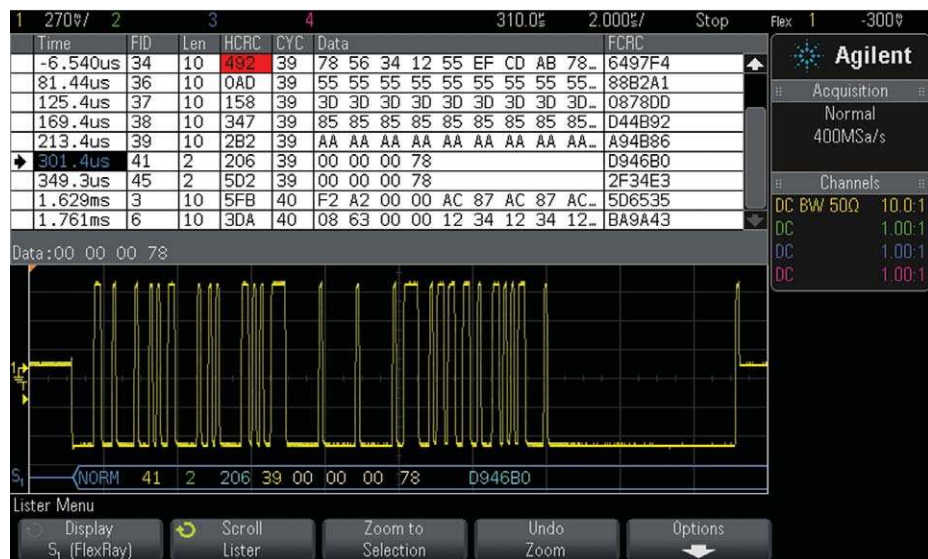 1 270℧/ 2 3 4 310.0㎲ 2.000㎲/ Stop Flex 1 -300℧
Time FID Len HCRC CYC Data FCRC
-6.540us 34 10 492 39 78 56 34 12 55 EF CD AB 78… 6497F4
81.44us 36 10 0AD 39 55 55 55 55 55 55 55 55 55… 88B2A1
125.4us 37 10 158 39 3D 3D 3D 3D 3D 3D 3D 3D 3D… 0878DD
169.4us 38 10 347 39 85 85 85 85 85 85 85 85 85… D44B92
213.4us 39 10 2B2 39 AA AA AA AA AA AA AA AA AA… A94B86
301.4us 41 2 206 39 00 00 00 78 D946B0
349.3us 45 2 5D2 39 00 00 00 78 2F34E3
1.629ms 3 10 5FB 40 F2 A2 00 00 AC 87 AC 87 AC… 5D6535
1.761ms 6 10 3DA 40 08 63 00 00 12 34 12 34 12… BA9A43
Data:00 00 00 78
Agilent
Acquisition
Normal
400MSa/s
Channels
DC BW 50Ω 10.0:1
DC 1.00:1
DC 1.00:1
DC 1.00:1
1
S1 NORM 41 2 206 39 00 00 00 78 D946B0
Lister Menu
Display
S1 (FlexRay)
Scroll
Lister
Zoom to
Selection
Undo
Zoom
Options